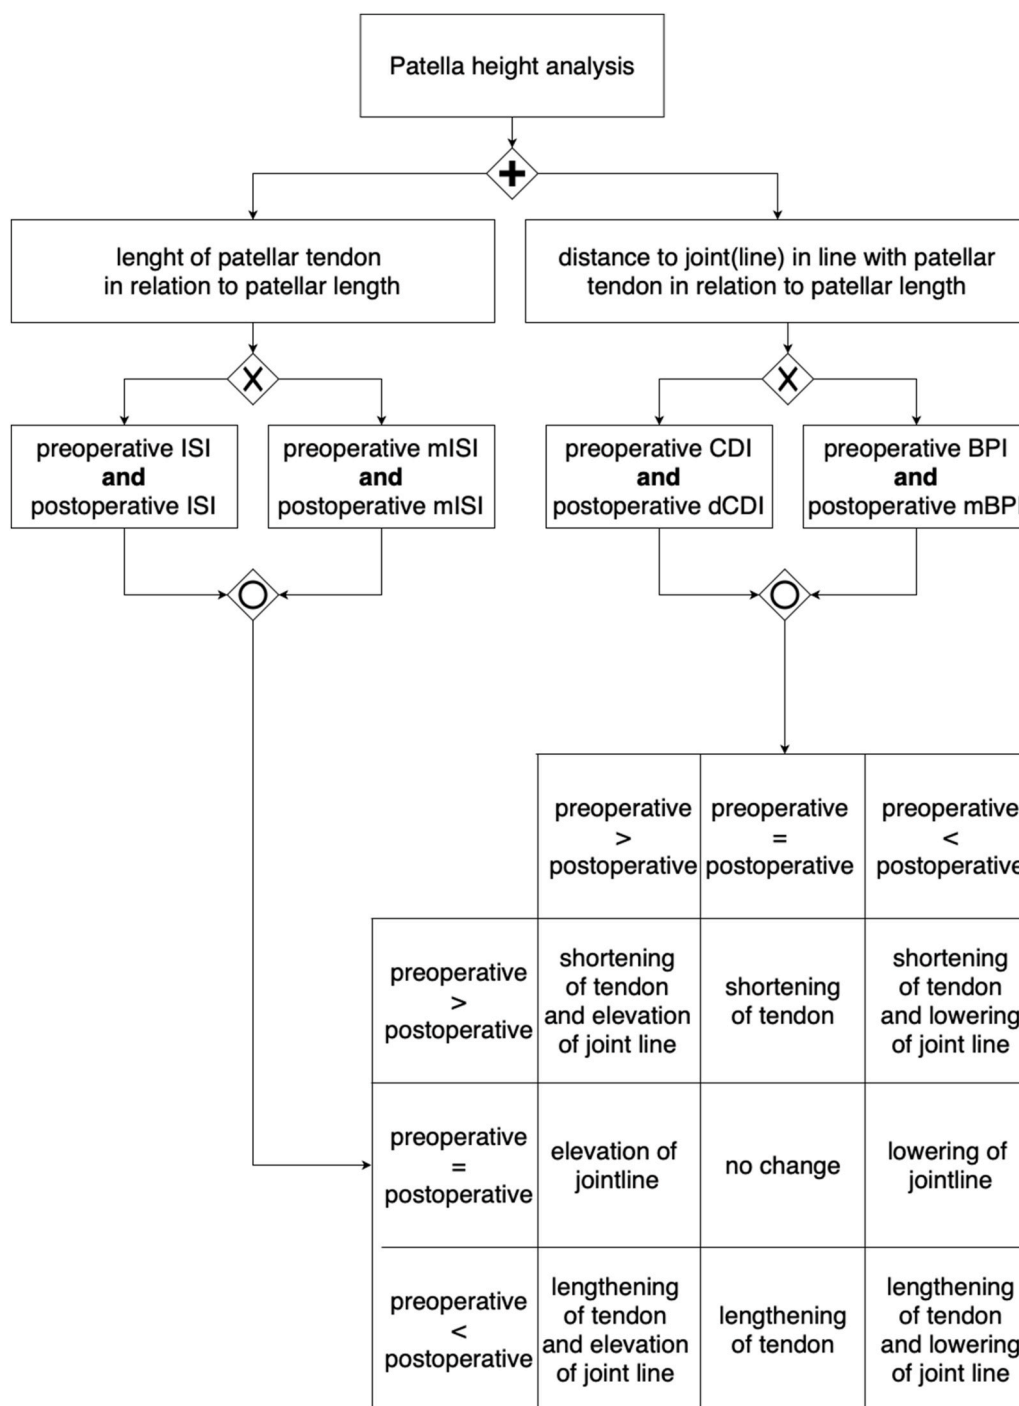 Patella height analysis
lenght of patellar tendon
in relation to patellar length
distance to joint(line) in line with patellar
tendon in relation to patellar length
preoperative ISI
and
postoperative ISI
preoperative mISI
and
postoperative mISI
preoperative CDI
and
postoperative dCDI
preoperative BPI
and
postoperative mBPI
preoperative
>
postoperative
preoperative
=
postoperative
preoperative
<
postoperative
preoperative
>
postoperative
shortening
of tendon
and elevation
of joint line
shortening
of tendon
shortening
of tendon
and lowering
of joint line
preoperative
=
postoperative
elevation of
jointline
no change
lowering of
jointline
preoperative
<
postoperative
lengthening
of tendon
and elevation
of joint line
lengthening
of tendon
lengthening
of tendon
and lowering
of joint line